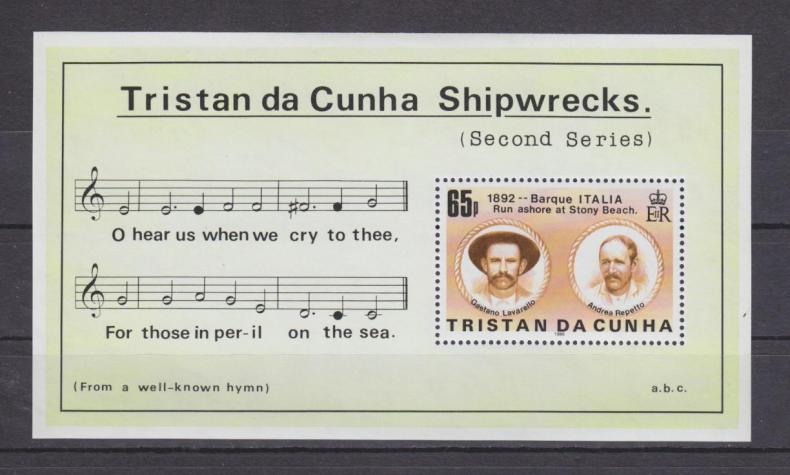 Tristan da Cunha Shipwrecks.
(Second Series)
O hear us when we cry to thee,
For those in per-il on the sea.
(From a well-known hymn)
65p
1892 -- Barque ITALIA
Run ashore at Stony Beach.
EIIR
Gaetano Lavarello
Andrea Repetto
TRISTAN DA CUNHA
1986
a.b.c.